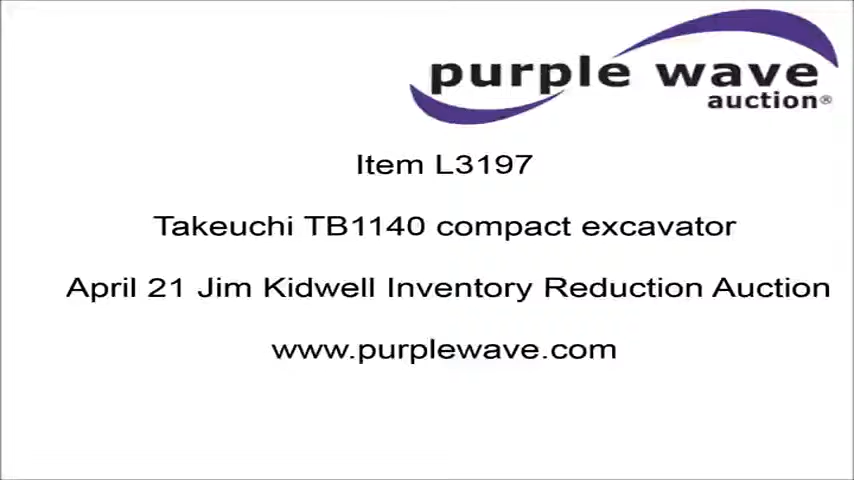 purple wave
auction®
Item L3197
Takeuchi TB1140 compact excavator
April 21 Jim Kidwell Inventory Reduction Auction
www.purplewave.com